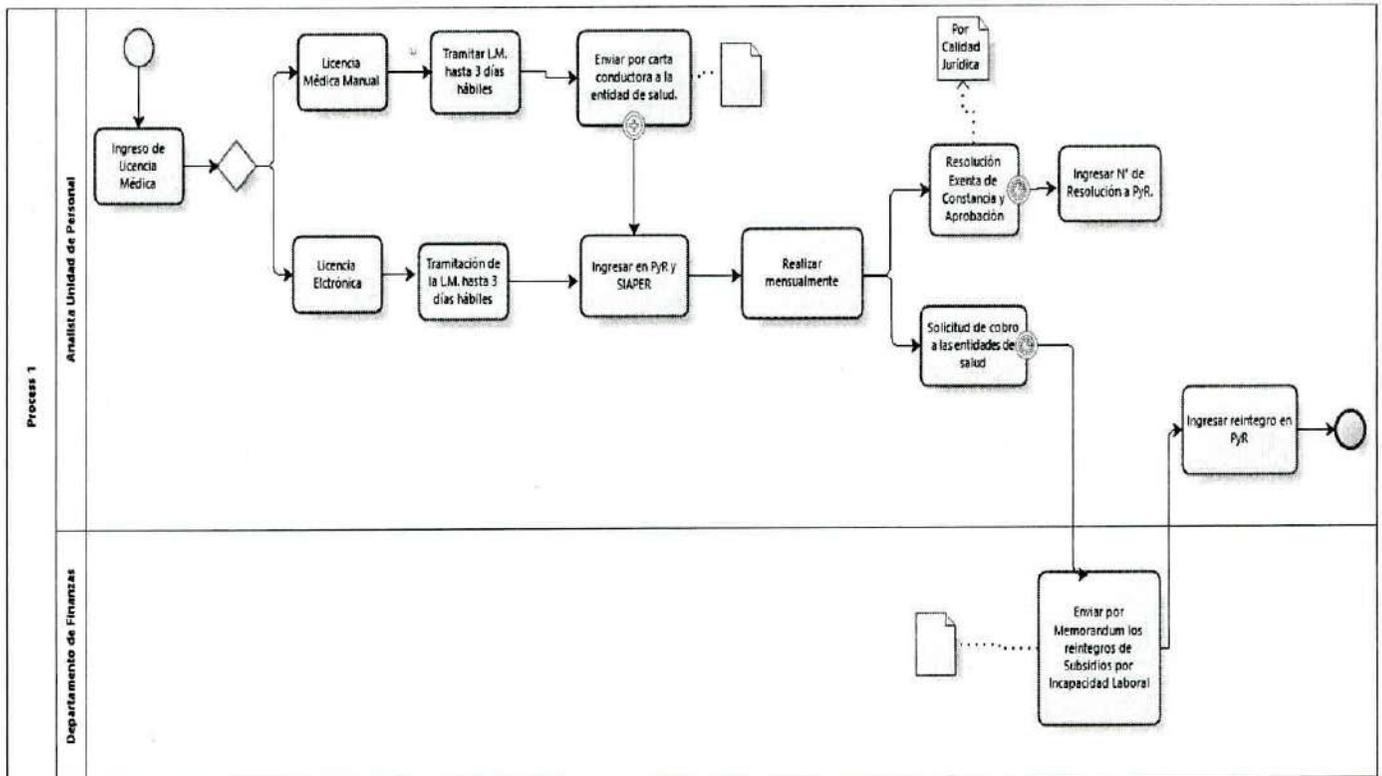 Process 1
Analista Unidad de Personal
Ingreso de
Licencia
Médica
Licencia
Médica Manual
Tramitar L.M.
hasta 3 días
hábiles
Enviar por carta
conductora a la
entidad de salud.
Licencia
Elctrónica
Tramitación de
la L.M. hasta 3
días hábiles
Ingresar en PyR y
SIAPER
Realizar
mensualmente
Por
Calidad
Jurídica
Resolución
Exenta de
Constancia y
Aprobación
Ingresar N° de
Resolución a PyR.
Solicitud de cobro
a las entidades de
salud
Ingresar reintegro en
PyR
Departamento de Finanzas
Enviar por
Memorandum los
reintegros de
Subsidios por
Incapacidad Laboral